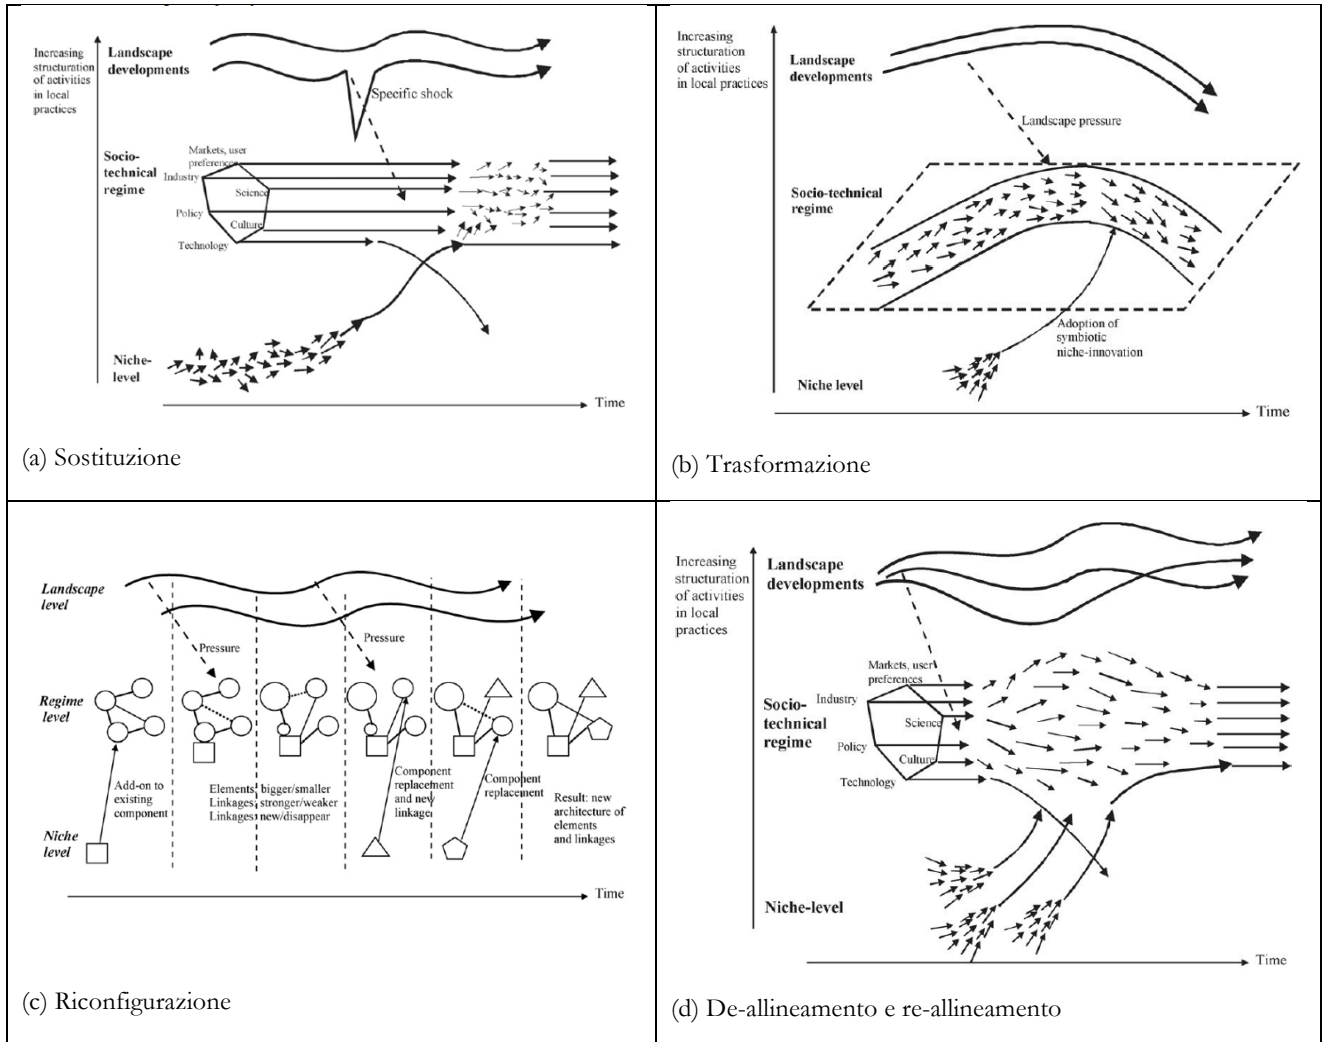 Increasing
structuration
of activities
in local
practices
Landscape
developments
Specific shock
Socio-
technical
regime
Markets, user
preferences
Industry
Science
Policy
Culture
Technology
Niche-
level
Time
(a) Sostituzione
Increasing
structuration
of activities
in local practices
Landscape
developments
Landscape pressure
Socio-technical
regime
Adoption of
symbiotic
niche-innovation
Niche level
Time
(b) Trasformazione
Landscape
level
Pressure
Pressure
Regime
level
Add-on to
existing
component
Elements: bigger/smaller
Linkages: stronger/weaker
Linkages: new/disappear
Component
replacement
and new
linkage
Component
replacement
Result: new
architecture of
elements
and linkages
Niche
level
Time
(c) Riconfigurazione
Increasing
structuration
of activities
in local
practices
Landscape
developments
Markets, user
preferences
Industry
Science
Socio-
technical
regime
Policy
Culture
Technology
Niche-level
Time
(d) De-allineamento e re-allineamento